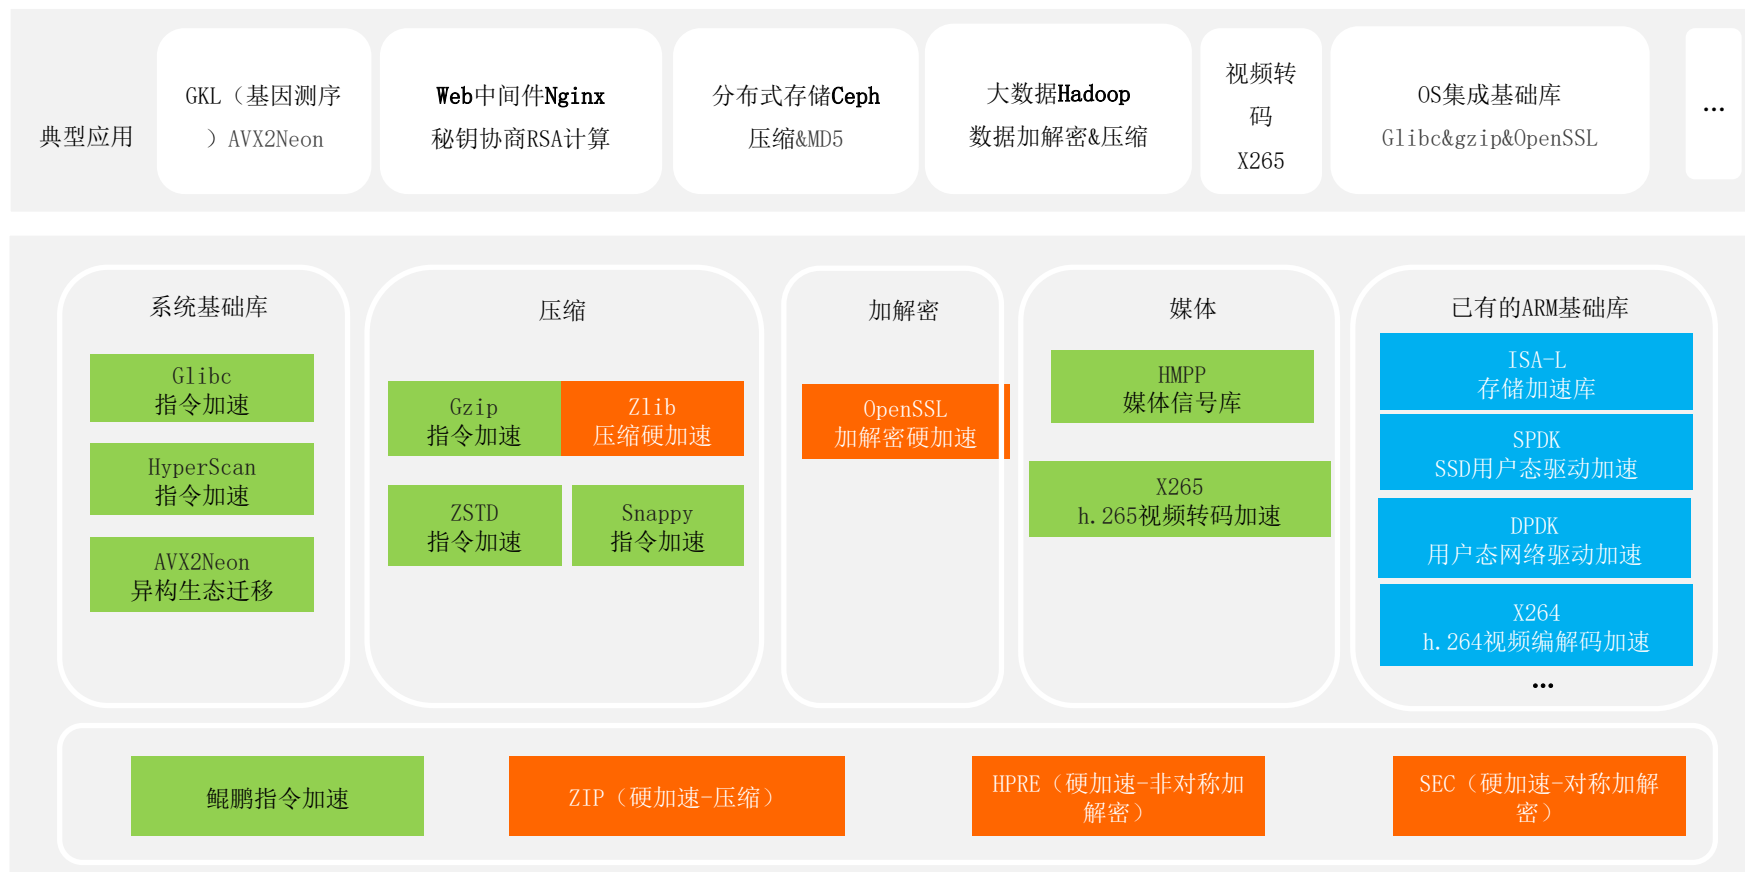 典型应用
GKL（基因测序
）AVX2Neon
Web中间件Nginx
秘钥协商RSA计算
分布式存储Ceph
压缩&MD5
大数据Hadoop
数据加解密&压缩
视频转
码
X265
OS集成基础库
Glibc&gzip&OpenSSL
…
系统基础库
Glibc
指令加速
HyperScan
指令加速
AVX2Neon
异构生态迁移
压缩
Gzip
指令加速
Zlib
压缩硬加速
ZSTD
指令加速
Snappy
指令加速
加解密
OpenSSL
加解密硬加速
媒体
HMPP
媒体信号库
X265
h.265视频转码加速
已有的ARM基础库
ISA-L
存储加速库
SPDK
SSD用户态驱动加速
DPDK
用户态网络驱动加速
X264
h.264视频编解码加速
…
鲲鹏指令加速
ZIP（硬加速-压缩）
HPRE（硬加速-非对称加
解密）
SEC（硬加速-对称加解
密）